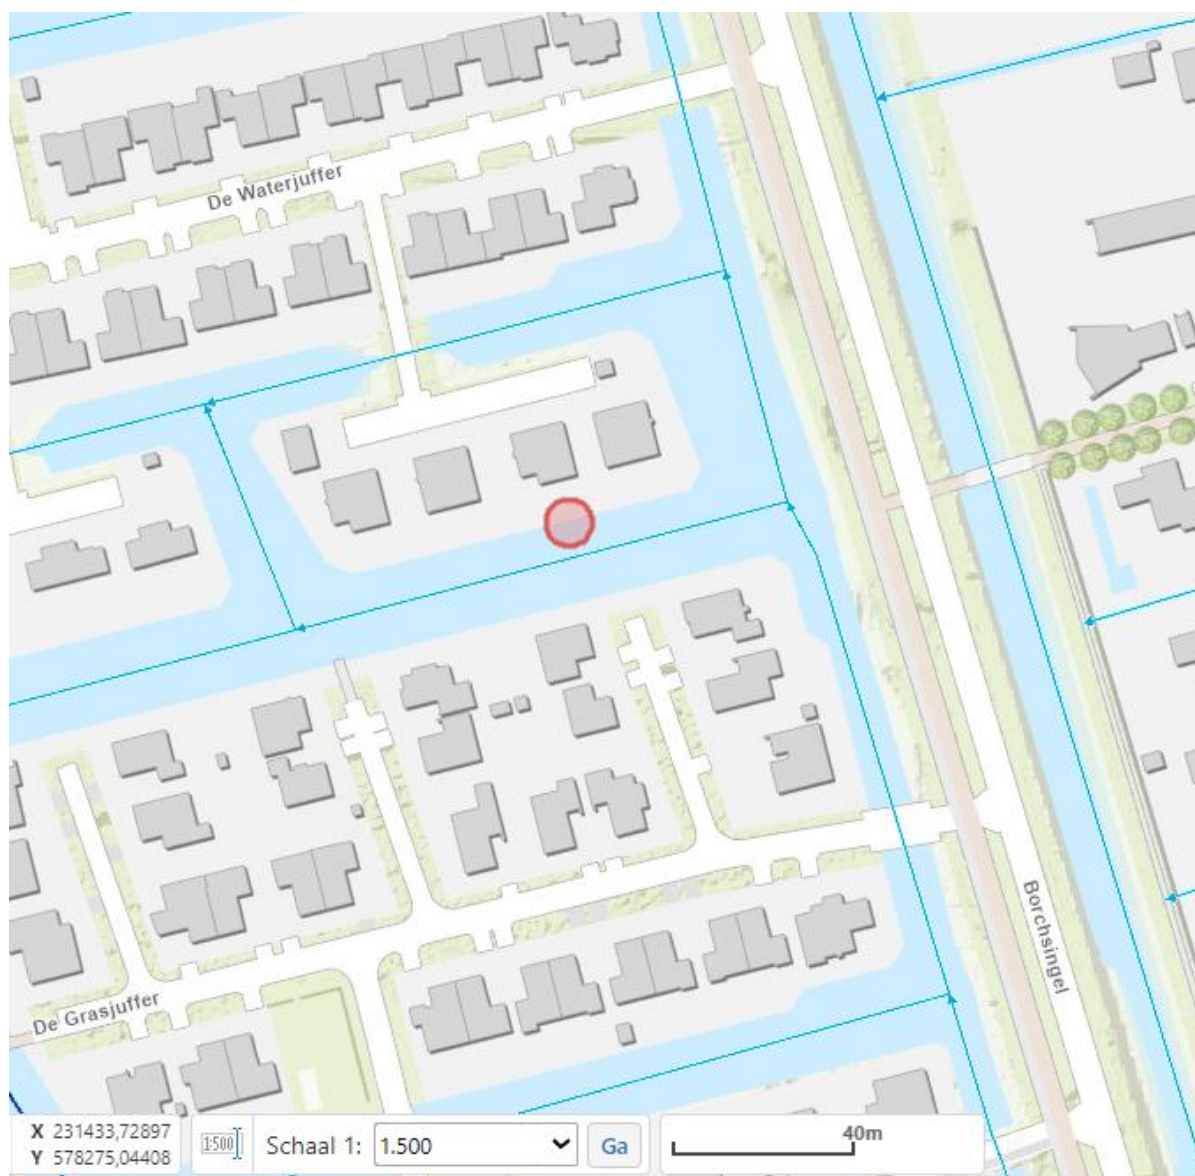 De Waterjuffer
Borchsingel
De Grasjuffer
X 231433,72897
Y 578275,04408
1:500
Schaal 1:
1.500
Ga
40m